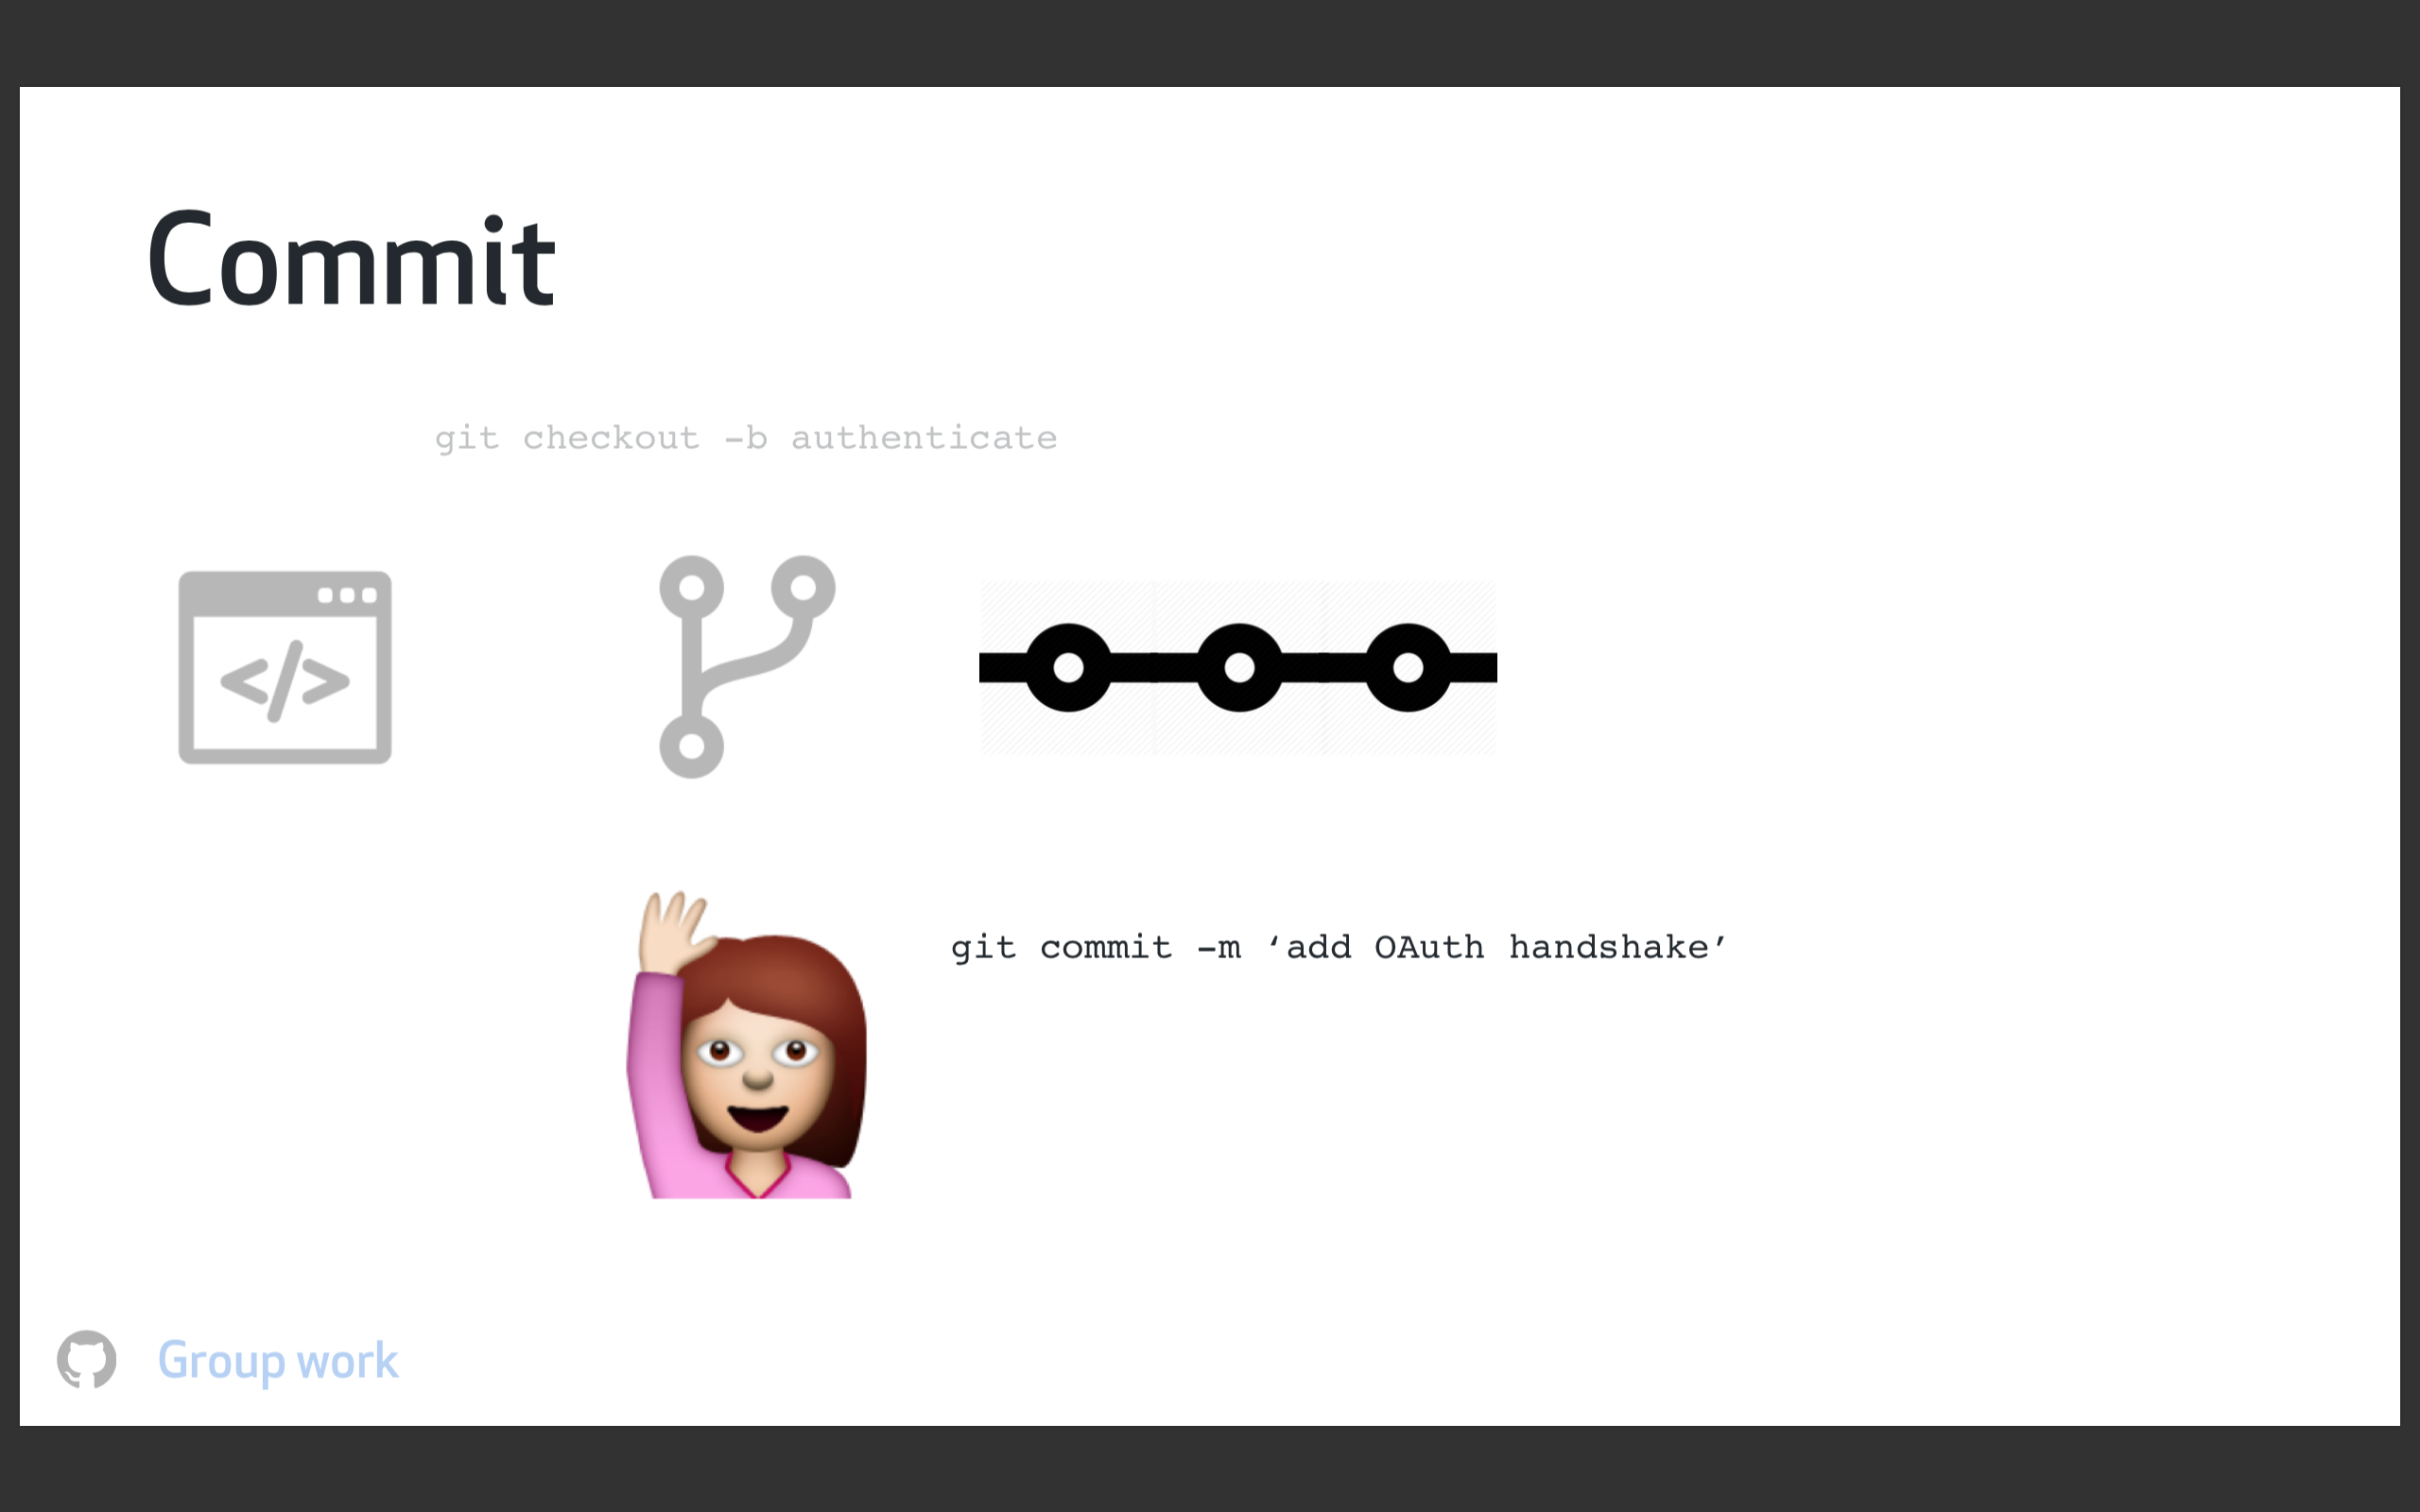 Commit
git checkout -b authenticate
</>
git commit -m ‘add OAuth handshake’
Group work